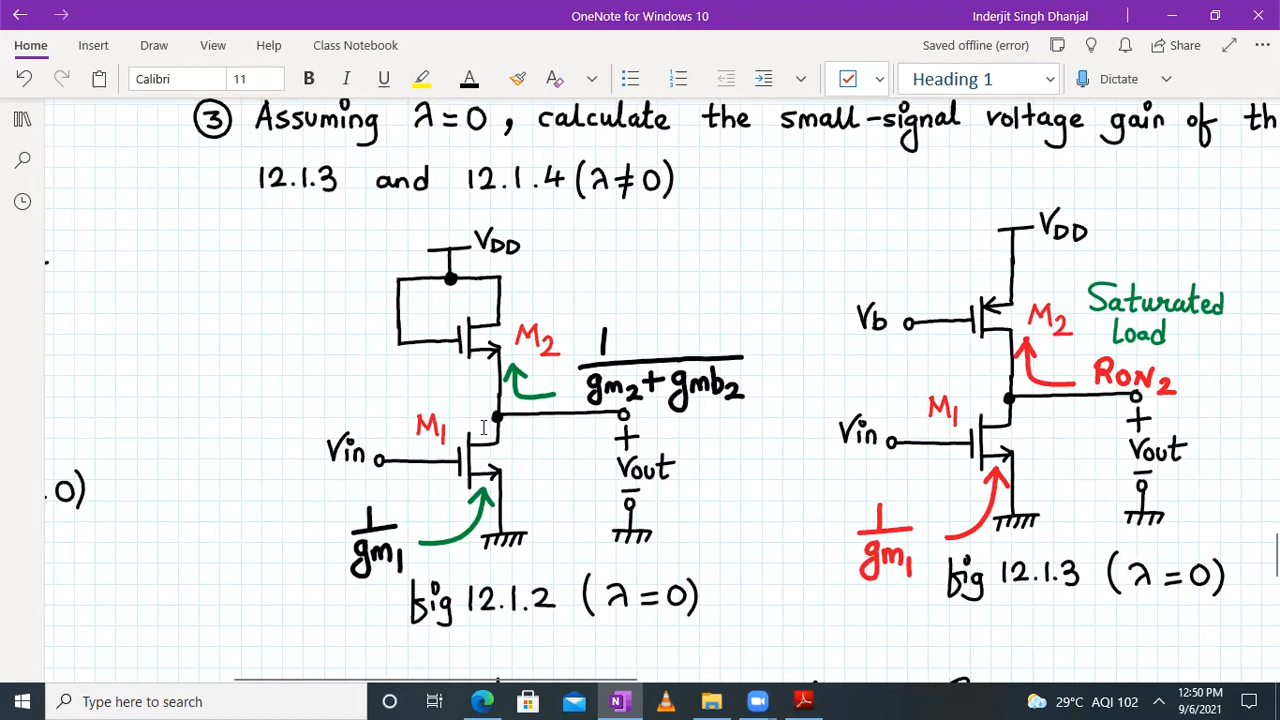 OneNote for Windows 10
Inderjit Singh Dhanjal
Home Insert Draw View Help Class Notebook
Saved offline (error)
Share
Calibri 11 B I U A A Heading 1 Dictate
③ Assuming λ=0, calculate the small-signal voltage gain of th
12.1.3 and 12.1.4 (λ≠0)
VDD
M2
1
gm2+gmb2
M1
Vin
+
Vout
-
1
gm1
fig 12.1.2 (λ=0)
VDD
Saturated
Load
Vb
M2
RON2
M1
Vin
+
Vout
-
1
gm1
fig 12.1.3 (λ=0)
.0)
Type here to search
29°C AQI 102
12:50 PM
9/6/2021